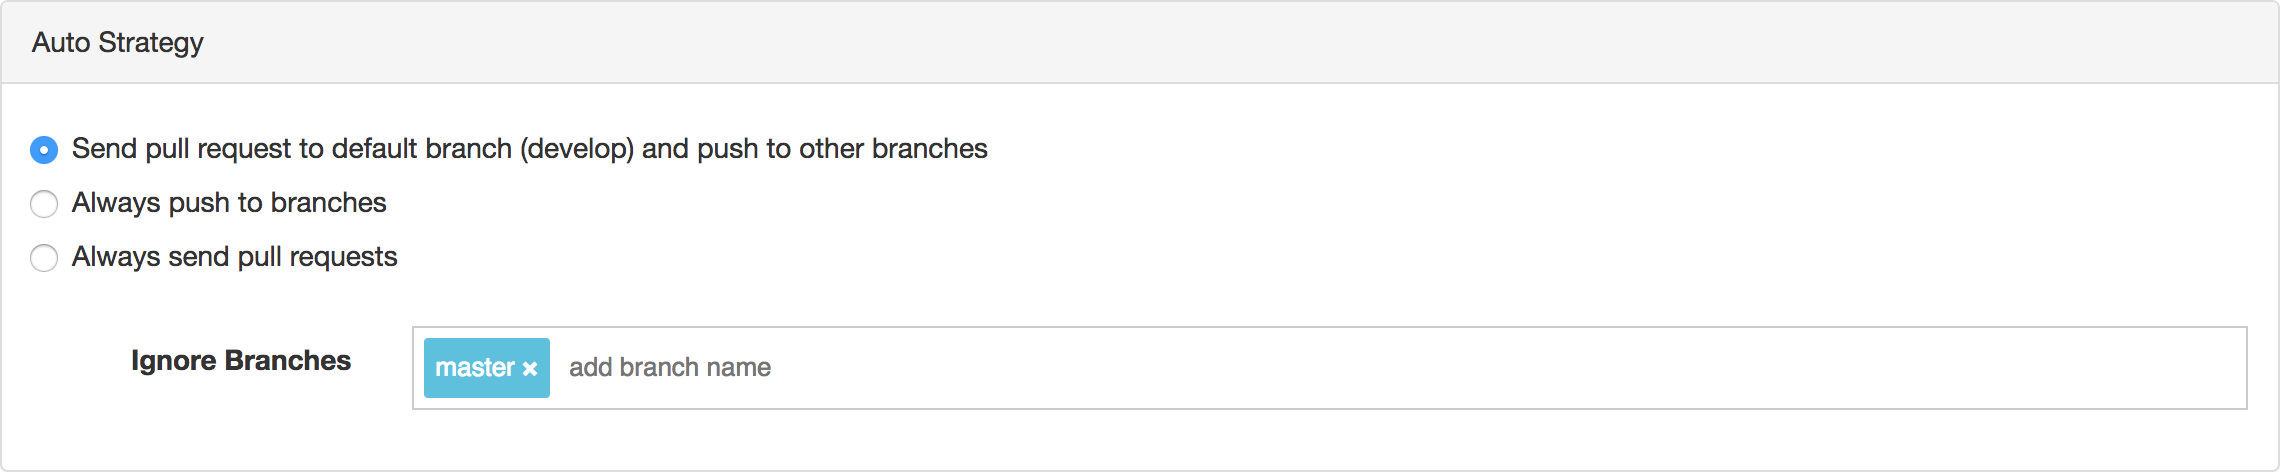 Auto Strategy
Send pull request to default branch (develop) and push to other branches
Always push to branches
Always send pull requests
Ignore Branches master × add branch name